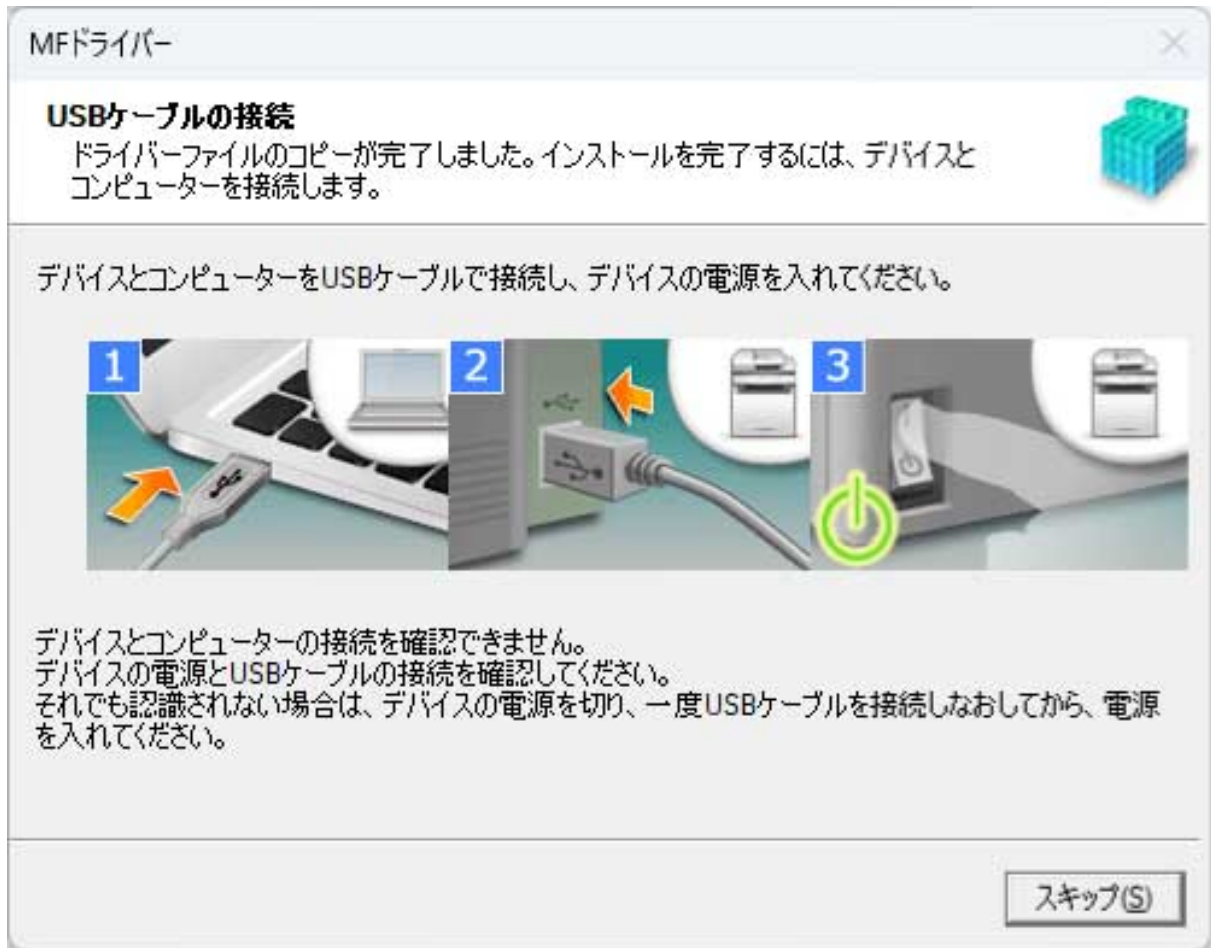 MFドライバー
USBケーブルの接続
ドライバーファイルのコピーが完了しました。インストールを完了するには、デバイスと
コンピューターを接続します。
デバイスとコンピューターをUSBケーブルで接続し、デバイスの電源を入れてください。
1 2 3
デバイスとコンピューターの接続を確認できません。
デバイスの電源とUSBケーブルの接続を確認してください。
それでも認識されない場合は、デバイスの電源を切り、一度USBケーブルを接続しなおしてから、電源
を入れてください。
スキップ(S)